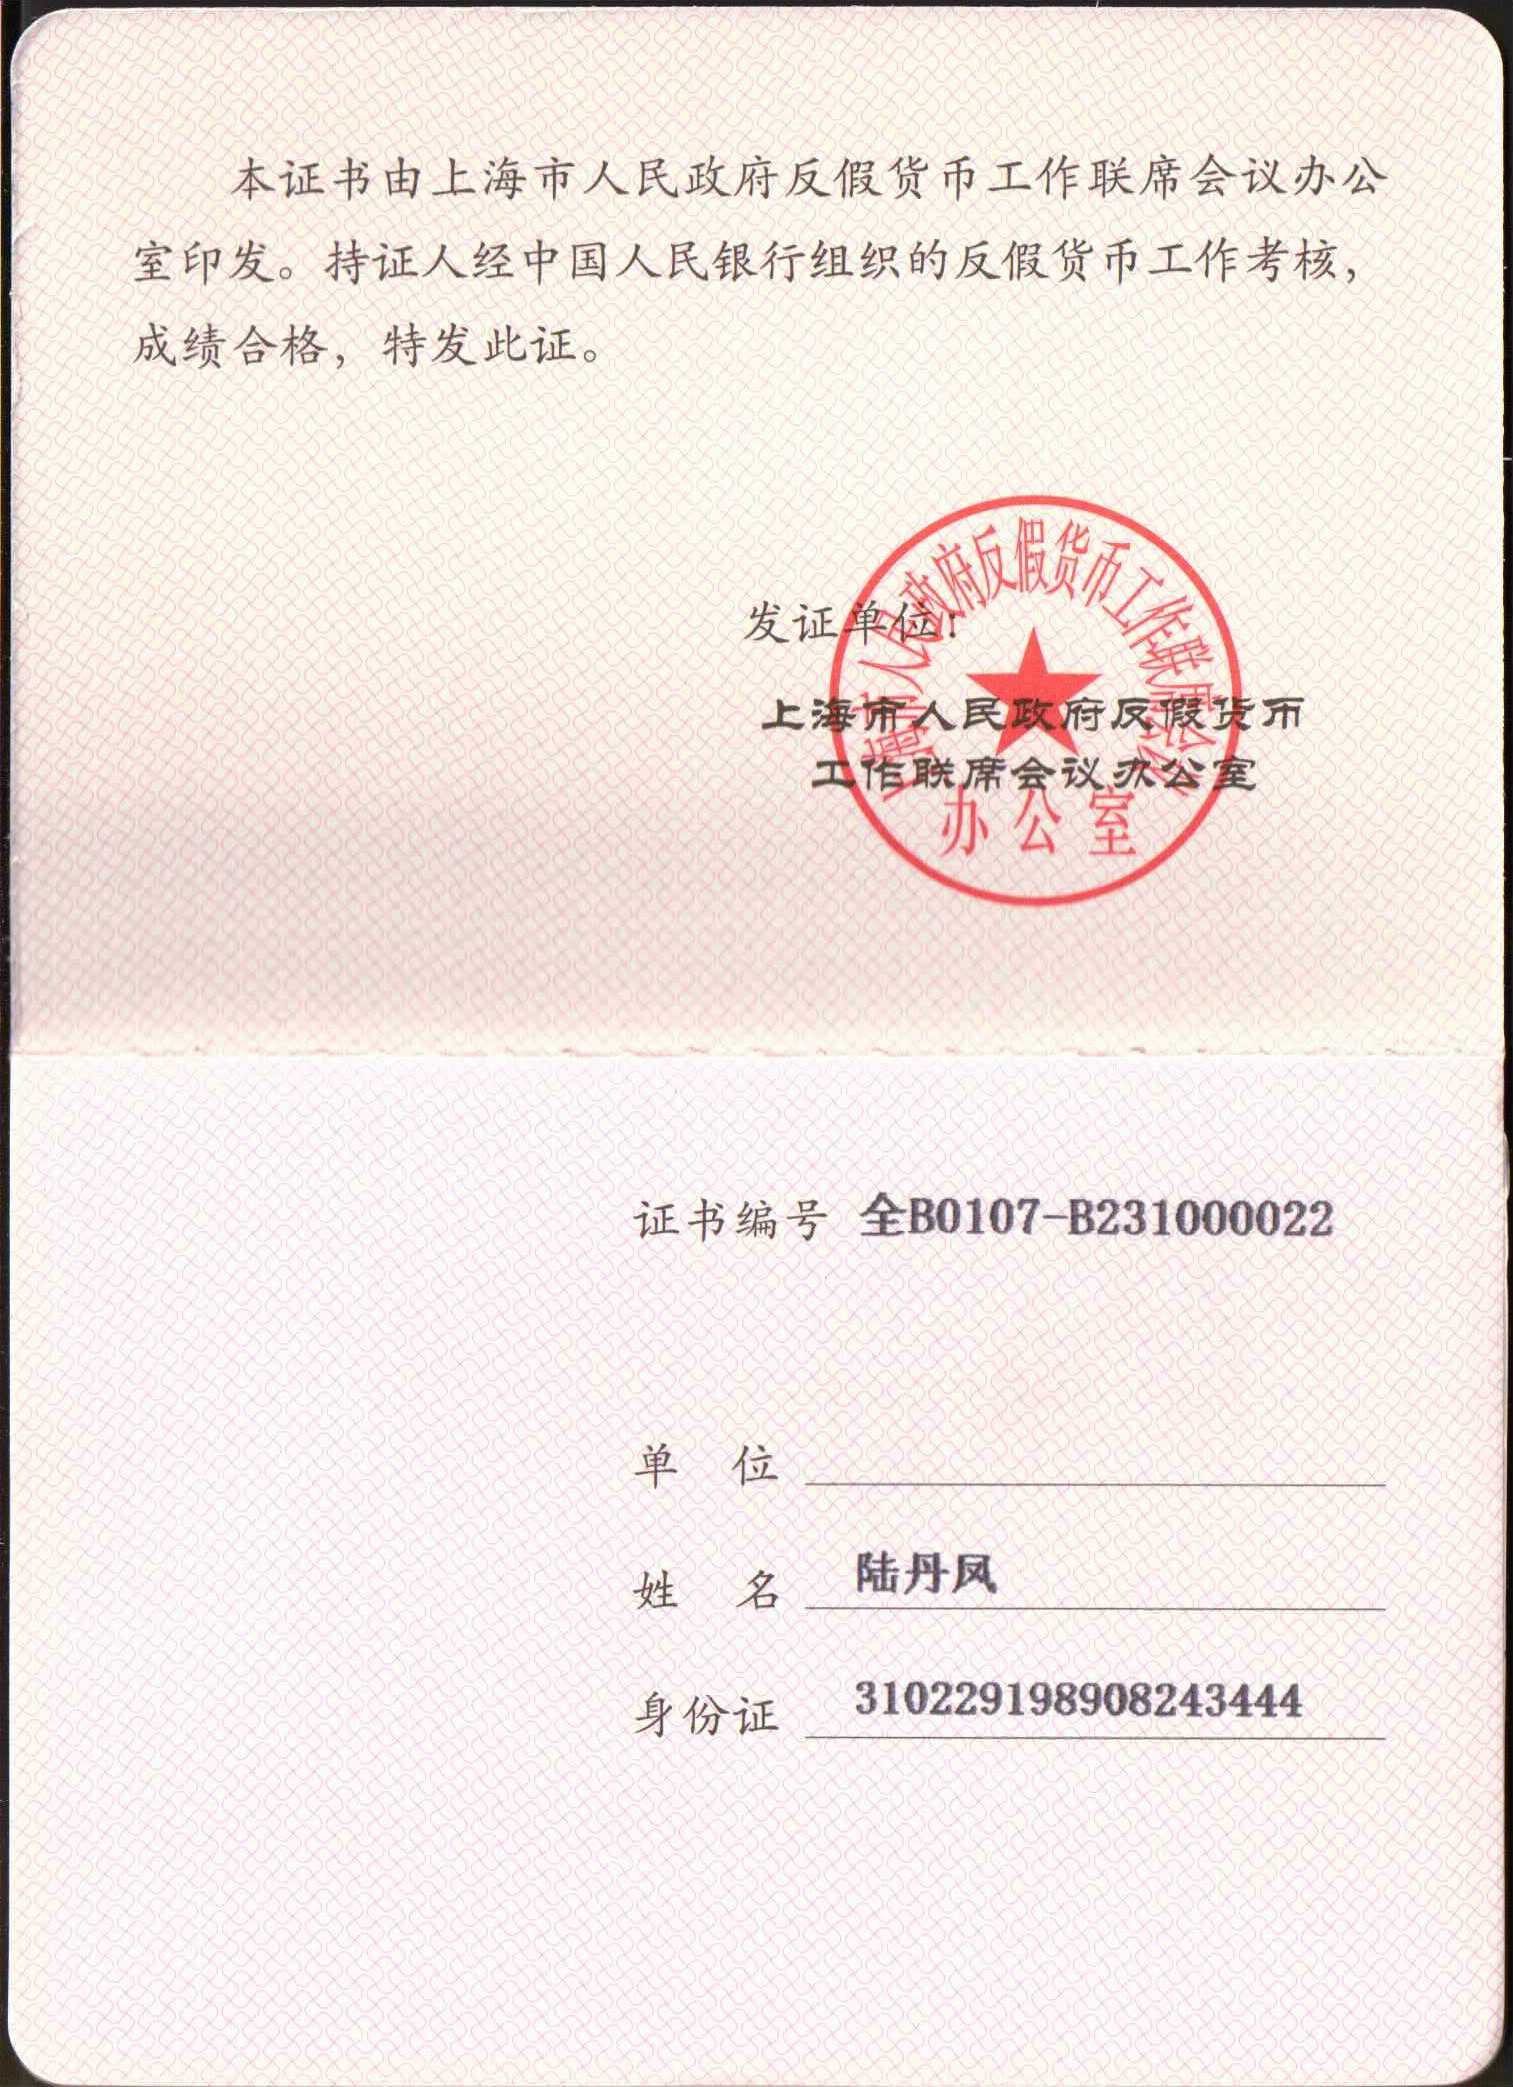 本证书由上海市人民政府反假货币工作联席会议办公
室印发。持证人经中国人民银行组织的反假货币工作考核，
成绩合格，特发此证。
发证单位：
上海市人民政府反假货币
工作联席会议办公室
上海市人民政府反假货币工作联席会议
办公室
证书编号 全B0107-B231000022
单 位
姓 名 陆丹凤
身份证 310229198908243444